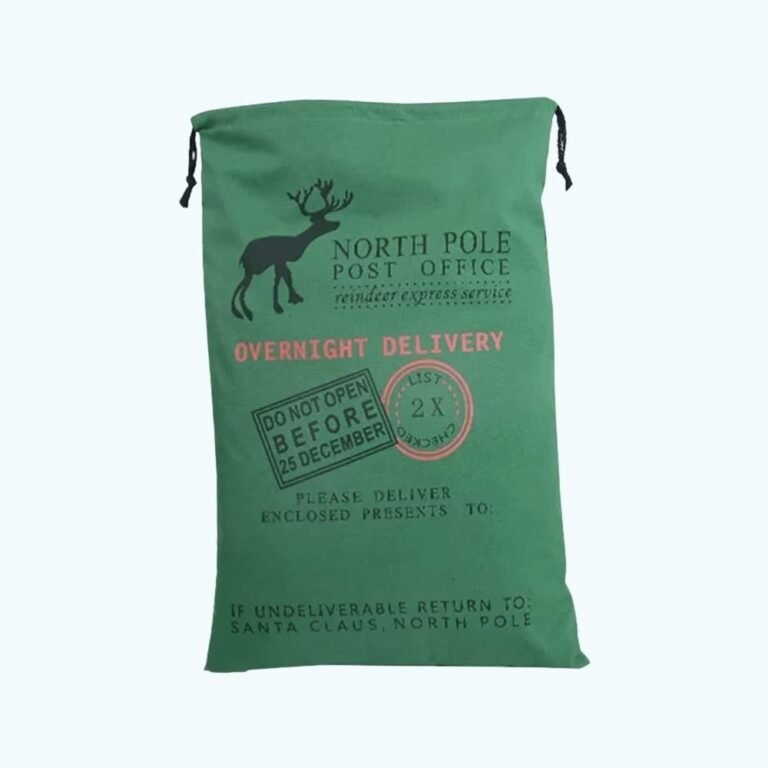 NORTH POLE
POST OFFICE
reindeer express service
OVERNIGHT DELIVERY
DO NOT OPEN
BEFORE
25 DECEMBER
LIST
2 X
CHECKED
PLEASE DELIVER
ENCLOSED PRESENTS TO:
IF UNDELIVERABLE RETURN TO:
SANTA CLAUS, NORTH POLE